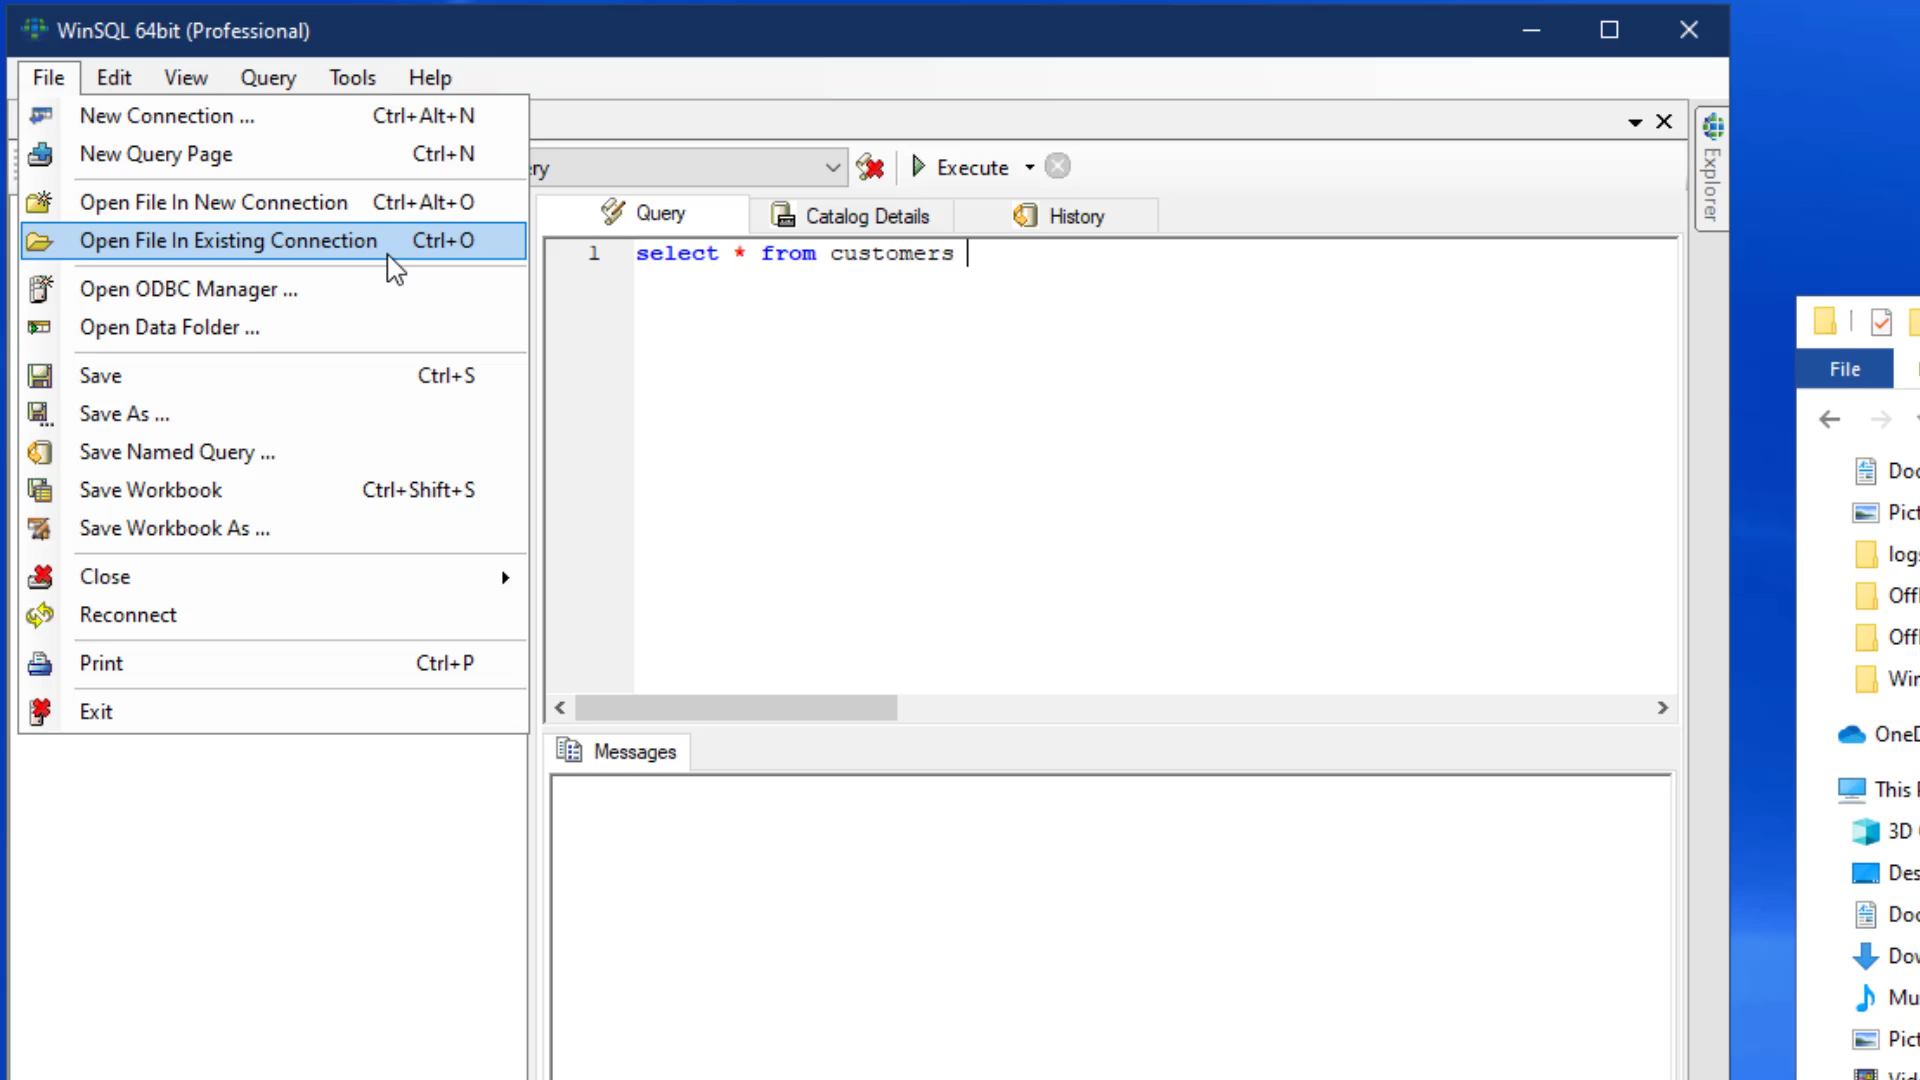 WinSQL 64bit (Professional)
File Edit View Query Tools Help
New Connection ... Ctrl+Alt+N
New Query Page Ctrl+N
Open File In New Connection Ctrl+Alt+O
Open File In Existing Connection Ctrl+O
Open ODBC Manager ...
Open Data Folder ...
Save Ctrl+S
Save As ...
Save Named Query ...
Save Workbook Ctrl+Shift+S
Save Workbook As ...
Close
Reconnect
Print Ctrl+P
Exit
Execute
Query Catalog Details History
1 select * from customers
Messages
Explorer
File
This
3D